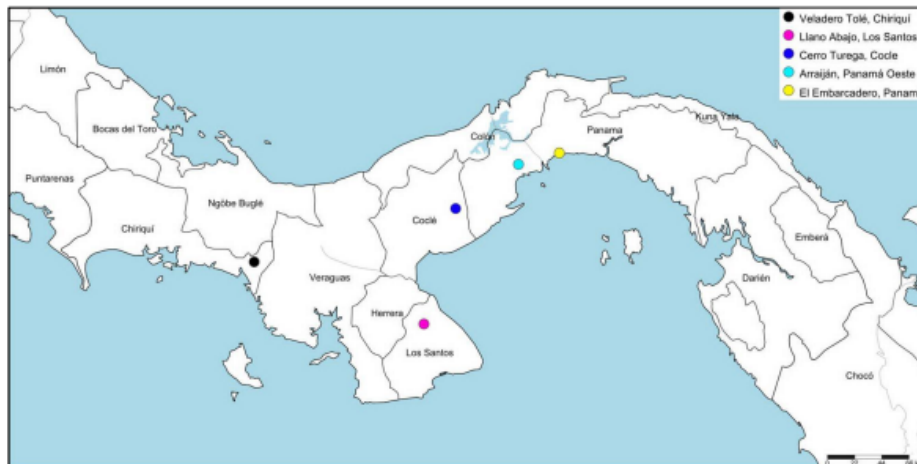 Veladero Tolé, Chiriquí
Llano Abajo, Los Santos
Cerro Turega, Cocle
Arraiján, Panamá Oeste
El Embarcadero, Panam
Limón
Bocas del Toro
Colón
Panama
Kuna Yala
Puntarenas
Ngöbe Buglé
Chiriquí
Coclé
Emberá
Veraguas
Darién
Herrera
Los Santos
Chocó